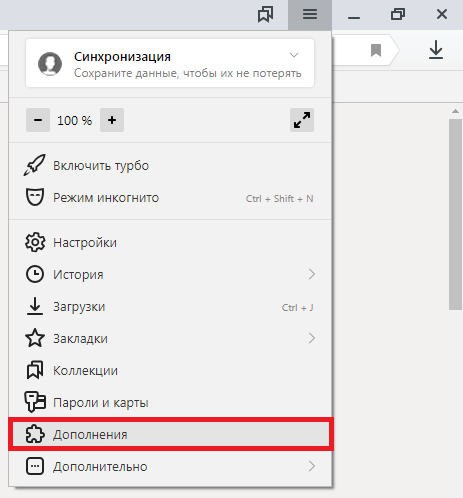 Синхронизация
Сохраните данные, чтобы их не потерять
− 100 % +
Включить турбо
Режим инкогнито Ctrl + Shift + N
Настройки
История
Загрузки Ctrl + J
Закладки
Коллекции
Пароли и карты
Дополнения
Дополнительно